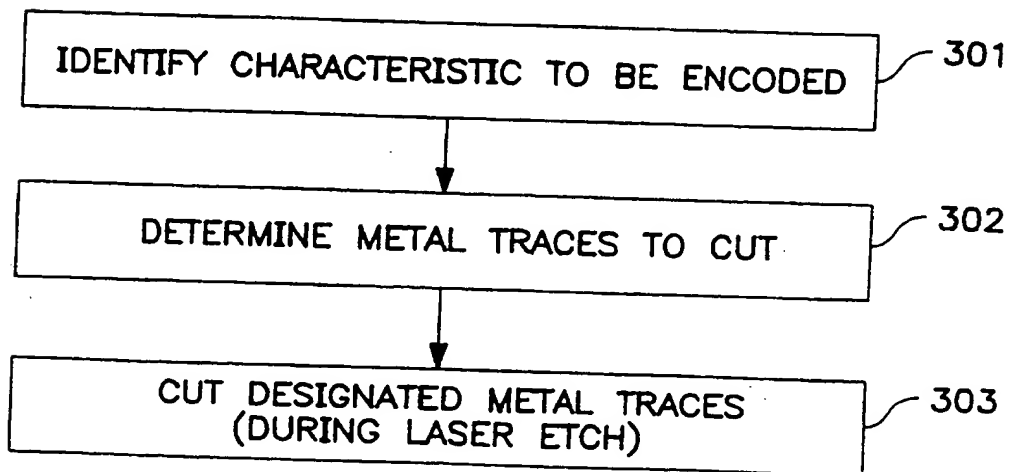 IDENTIFY CHARACTERISTIC TO BE ENCODED
301
DETERMINE METAL TRACES TO CUT
302
CUT DESIGNATED METAL TRACES
(DURING LASER ETCH)
303